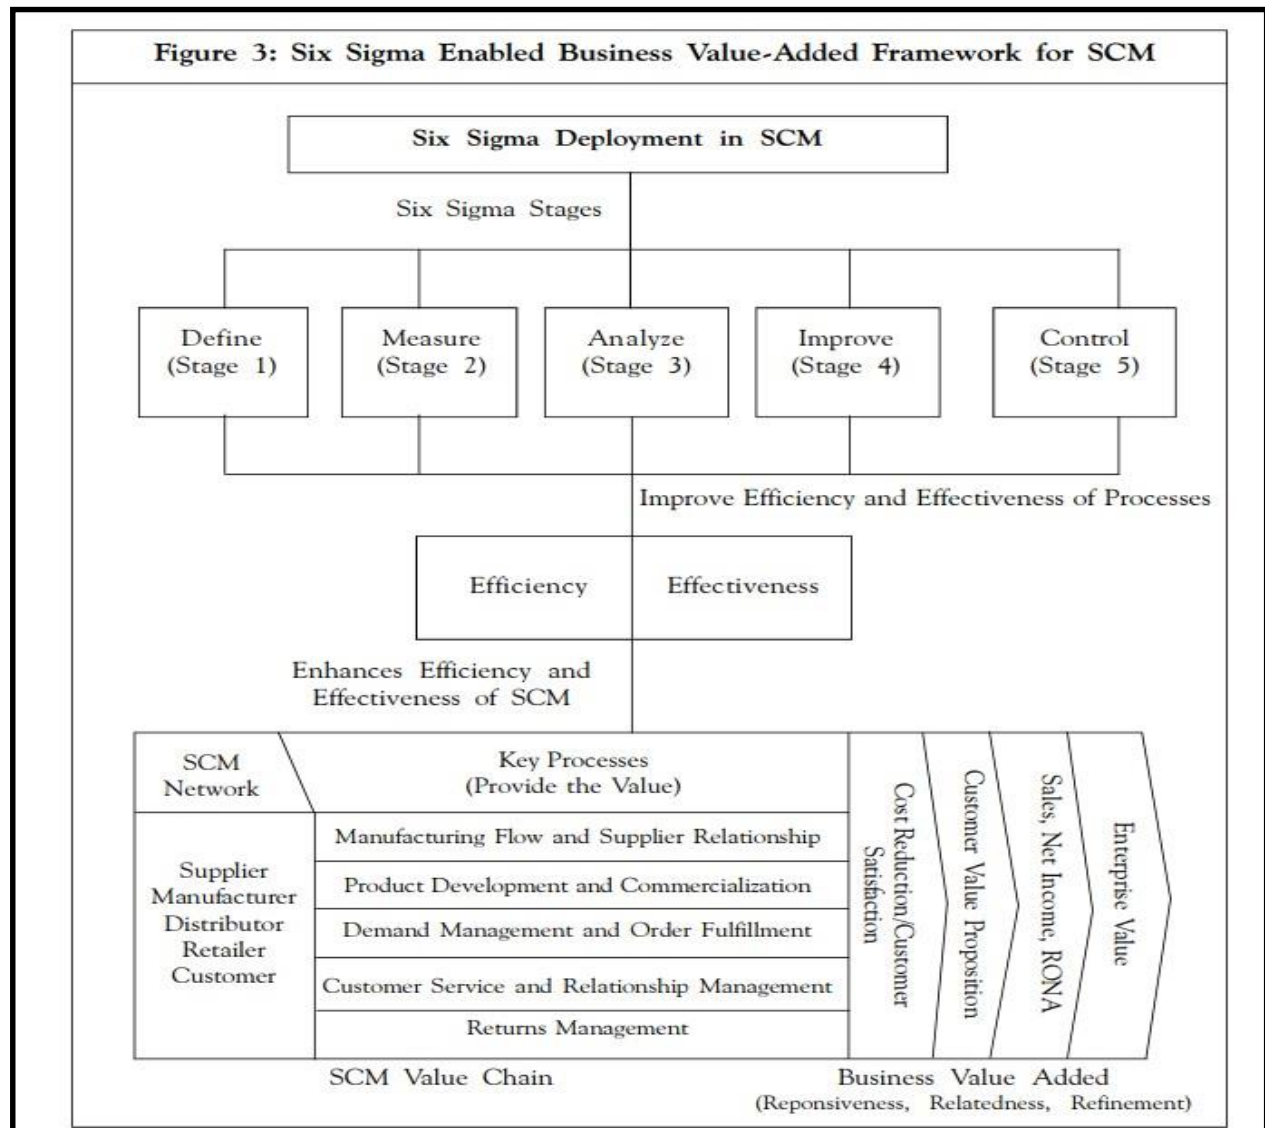 Figure 3: Six Sigma Enabled Business Value-Added Framework for SCM
Six Sigma Deployment in SCM
Six Sigma Stages
Define
(Stage 1)
Measure
(Stage 2)
Analyze
(Stage 3)
Improve
(Stage 4)
Control
(Stage 5)
Improve Efficiency and Effectiveness of Processes
Efficiency
Effectiveness
Enhances Efficiency and
Effectiveness of SCM
SCM
Network
Key Processes
(Provide the Value)
Supplier
Manufacturer
Distributor
Retailer
Customer
Manufacturing Flow and Supplier Relationship
Product Development and Commercialization
Demand Management and Order Fulfillment
Customer Service and Relationship Management
Returns Management
Cost Reduction/Customer
Satisfaction
Customer Value Proposition
Sales, Net Income, RONA
Enterprise Value
SCM Value Chain
Business Value Added
(Reponsiveness, Relatedness, Refinement)